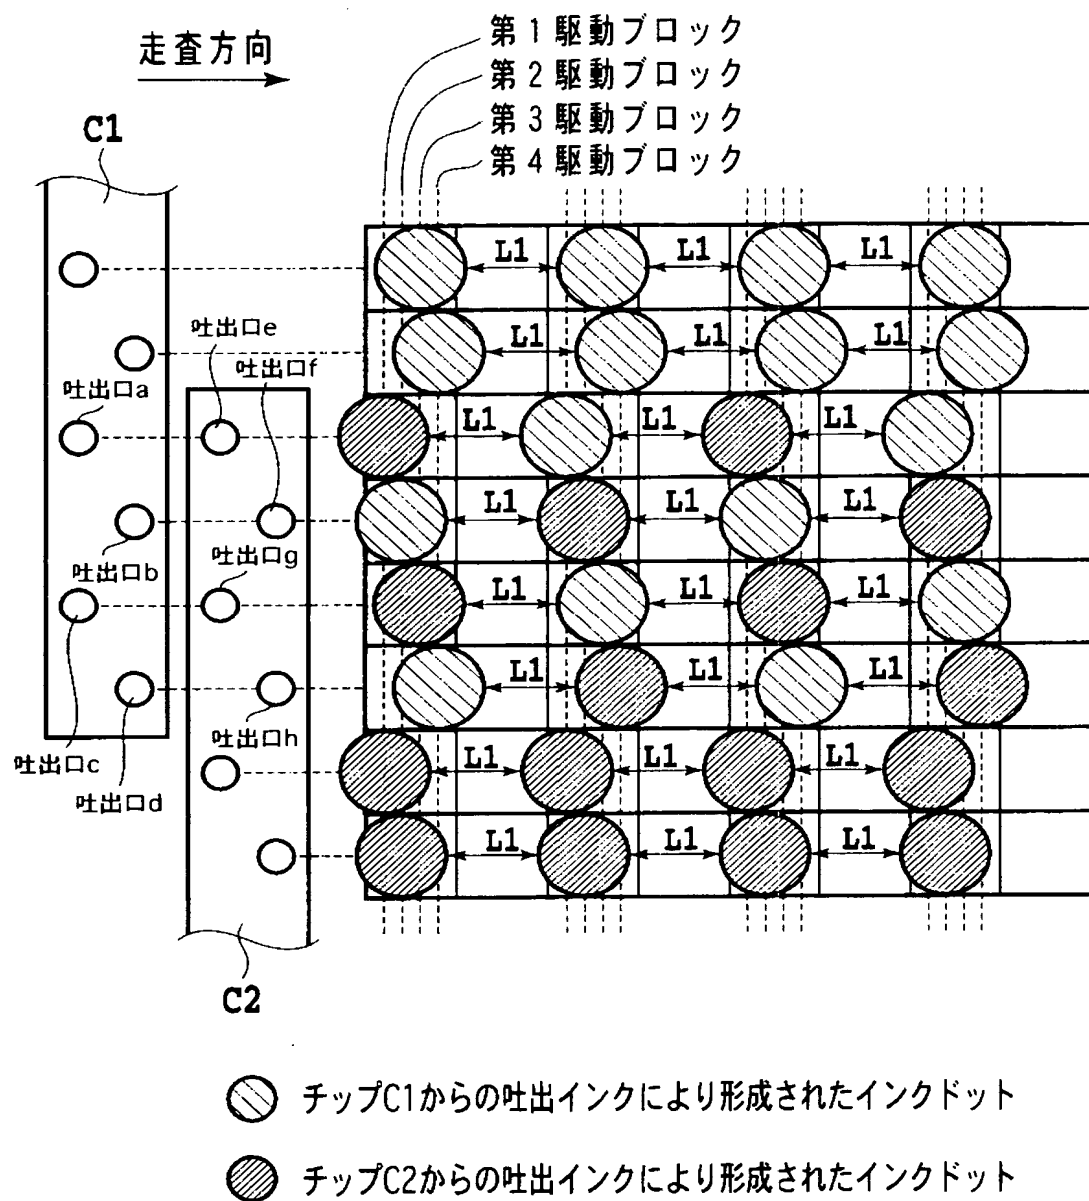 第1駆動ブロック
第2駆動ブロック
第3駆動ブロック
第4駆動ブロック
走査方向
C1
L1 L1 L1
吐出口e
L1 L1 L1
吐出口f
吐出口a
L1 L1 L1
L1 L1 L1
吐出口b
吐出口g
L1 L1 L1
L1 L1 L1
吐出口h
吐出口c
L1 L1 L1
吐出口d
L1 L1 L1
C2
チップC1からの吐出インクにより形成されたインクドット
チップC2からの吐出インクにより形成されたインクドット